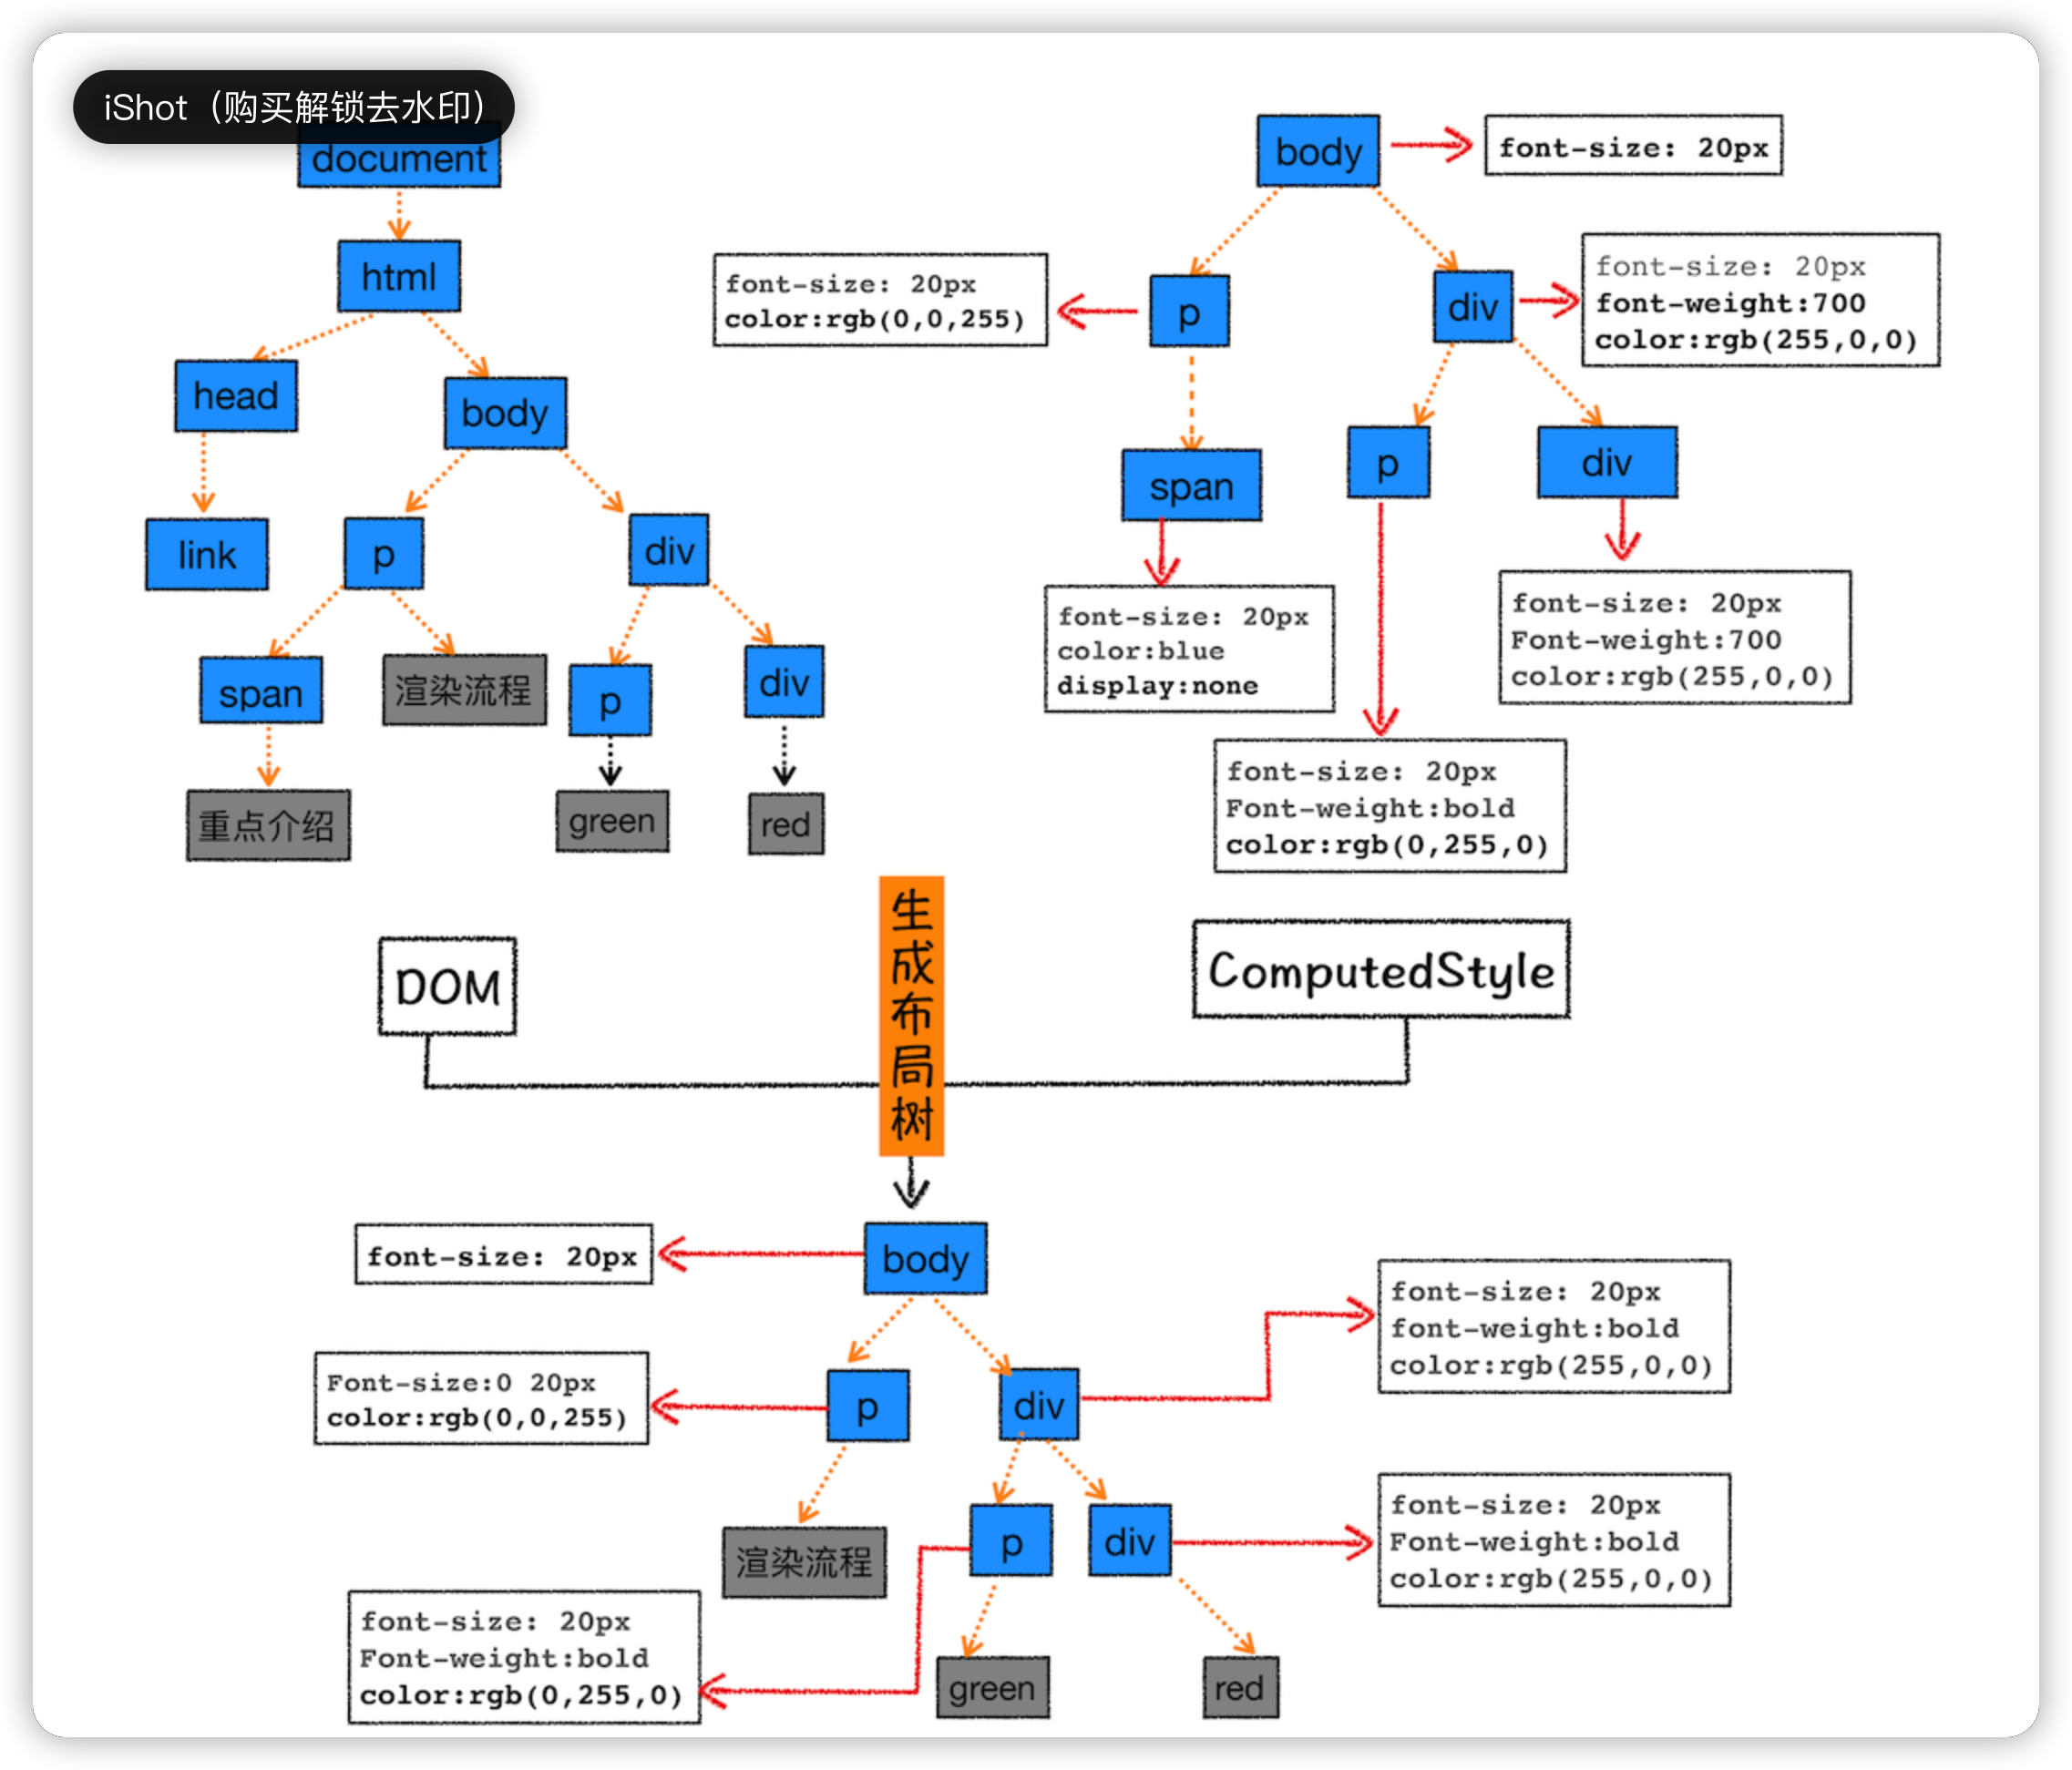 iShot（购买解锁去水印）
document
html
head
body
link
p
div
span
渲染流程
p
div
重点介绍
green
red
body
font-size: 20px
font-size: 20px
color:rgb(0,0,255)
p
div
font-size: 20px
font-weight:700
color:rgb(255,0,0)
span
p
div
font-size: 20px
color:blue
display:none
font-size: 20px
Font-weight:700
color:rgb(255,0,0)
font-size: 20px
Font-weight:bold
color:rgb(0,255,0)
DOM
生成布局树
ComputedStyle
font-size: 20px
body
Font-size:0 20px
color:rgb(0,0,255)
p
div
font-size: 20px
font-weight:bold
color:rgb(255,0,0)
渲染流程
p
div
font-size: 20px
Font-weight:bold
color:rgb(255,0,0)
font-size: 20px
Font-weight:bold
color:rgb(0,255,0)
green
red